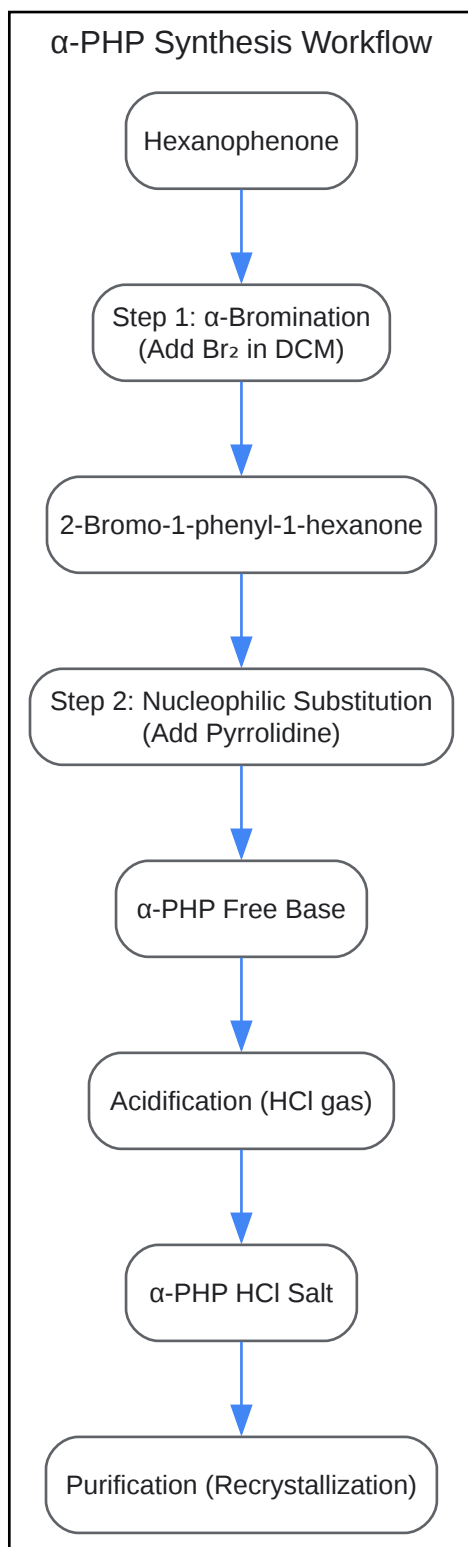 α-PHP Synthesis Workflow
Hexanophenone
Step 1: α-Bromination
(Add Br₂ in DCM)
2-Bromo-1-phenyl-1-hexanone
Step 2: Nucleophilic Substitution
(Add Pyrrolidine)
α-PHP Free Base
Acidification (HCl gas)
α-PHP HCl Salt
Purification (Recrystallization)